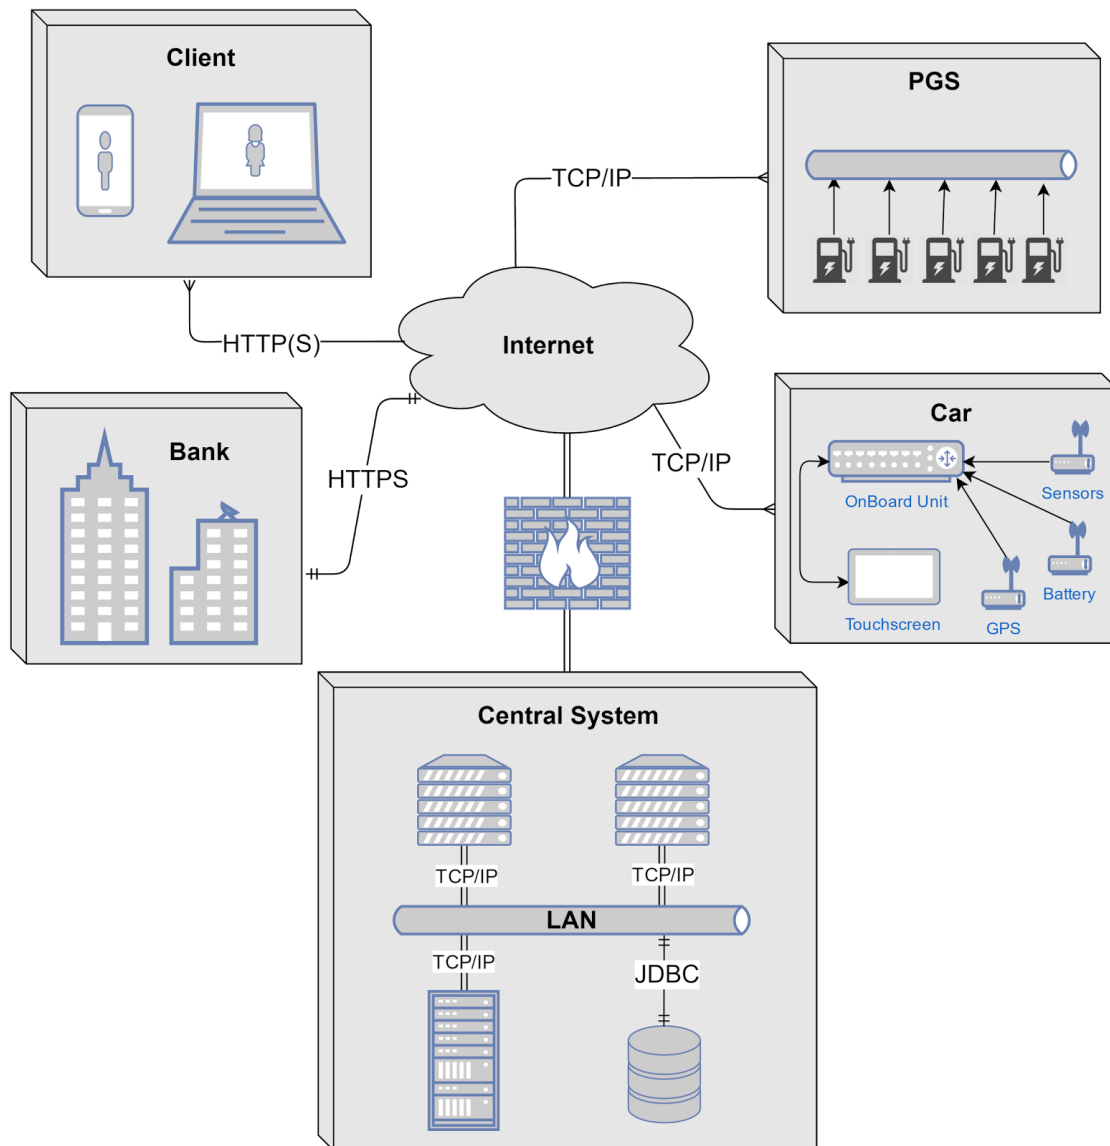 Client
PGS
TCP/IP
Internet
HTTP(S)
Bank
HTTPS
TCP/IP
Car
OnBoard Unit
Sensors
Battery
Touchscreen
GPS
Central System
TCP/IP
TCP/IP
LAN
TCP/IP
JDBC